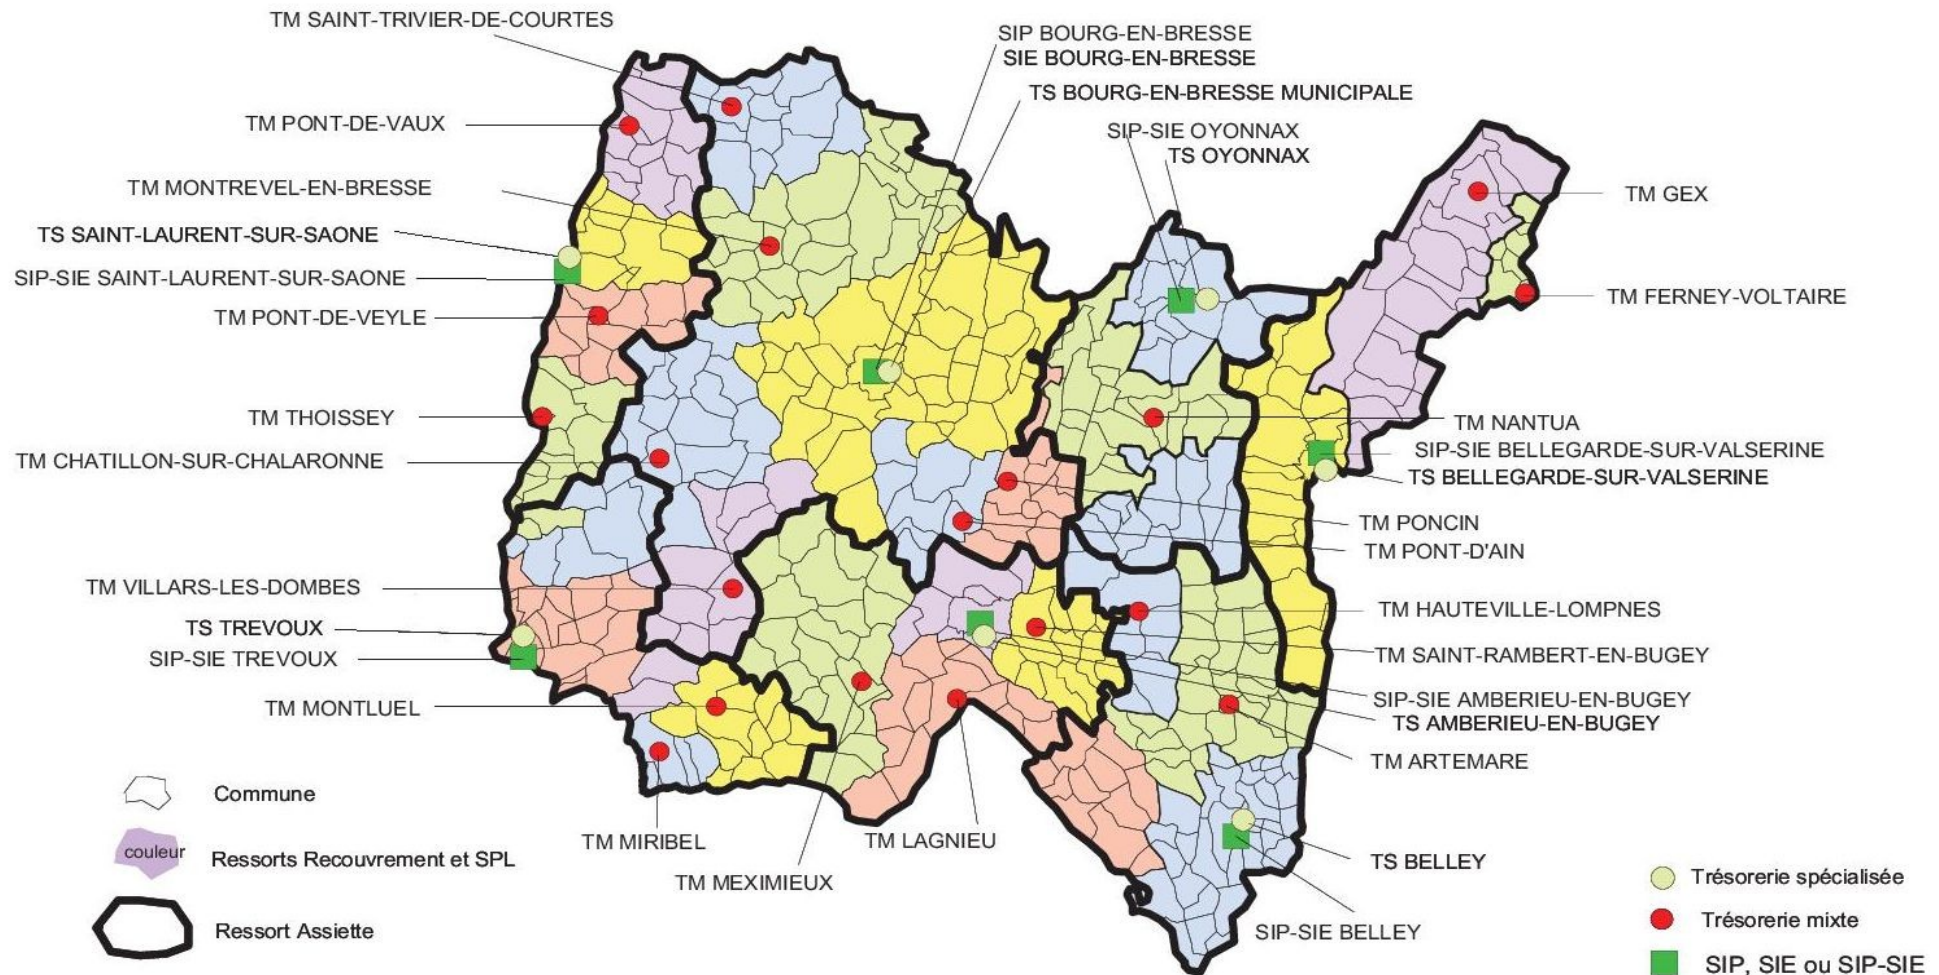 TM SAINT-TRIVIER-DE-COURTES
SIP BOURG-EN-BRESSE
SIE BOURG-EN-BRESSE
TS BOURG-EN-BRESSE MUNICIPALE
TM PONT-DE-VAUX
SIP-SIE OYONNAX
TS OYONNAX
TM MONTREVEL-EN-BRESSE
TM GEX
TS SAINT-LAURENT-SUR-SAONE
SIP-SIE SAINT-LAURENT-SUR-SAONE
TM FERNEY-VOLTAIRE
TM PONT-DE-VEYLE
TM THOISSEY
TM NANTUA
SIP-SIE BELLEGARDE-SUR-VALSERINE
TM CHATILLON-SUR-CHALARONNE
TS BELLEGARDE-SUR-VALSERINE
TM PONCIN
TM PONT-D'AIN
TM VILLARS-LES-DOMBES
TM HAUTEVILLE-LOMPNES
TS TREVOUX
SIP-SIE TREVOUX
TM SAINT-RAMBERT-EN-BUGEY
SIP-SIE AMBERIEU-EN-BUGEY
TM MONTLUEL
TS AMBERIEU-EN-BUGEY
TM ARTEMARE
Commune
TM MIRIBEL
TM LAGNIEU
couleur
Ressorts Recouvrement et SPL
TS BELLEY
TM MEXIMIEUX
Trésorerie spécialisée
Trésorerie mixte
Ressort Assiette
SIP-SIE BELLEY
SIP, SIE ou SIP-SIE